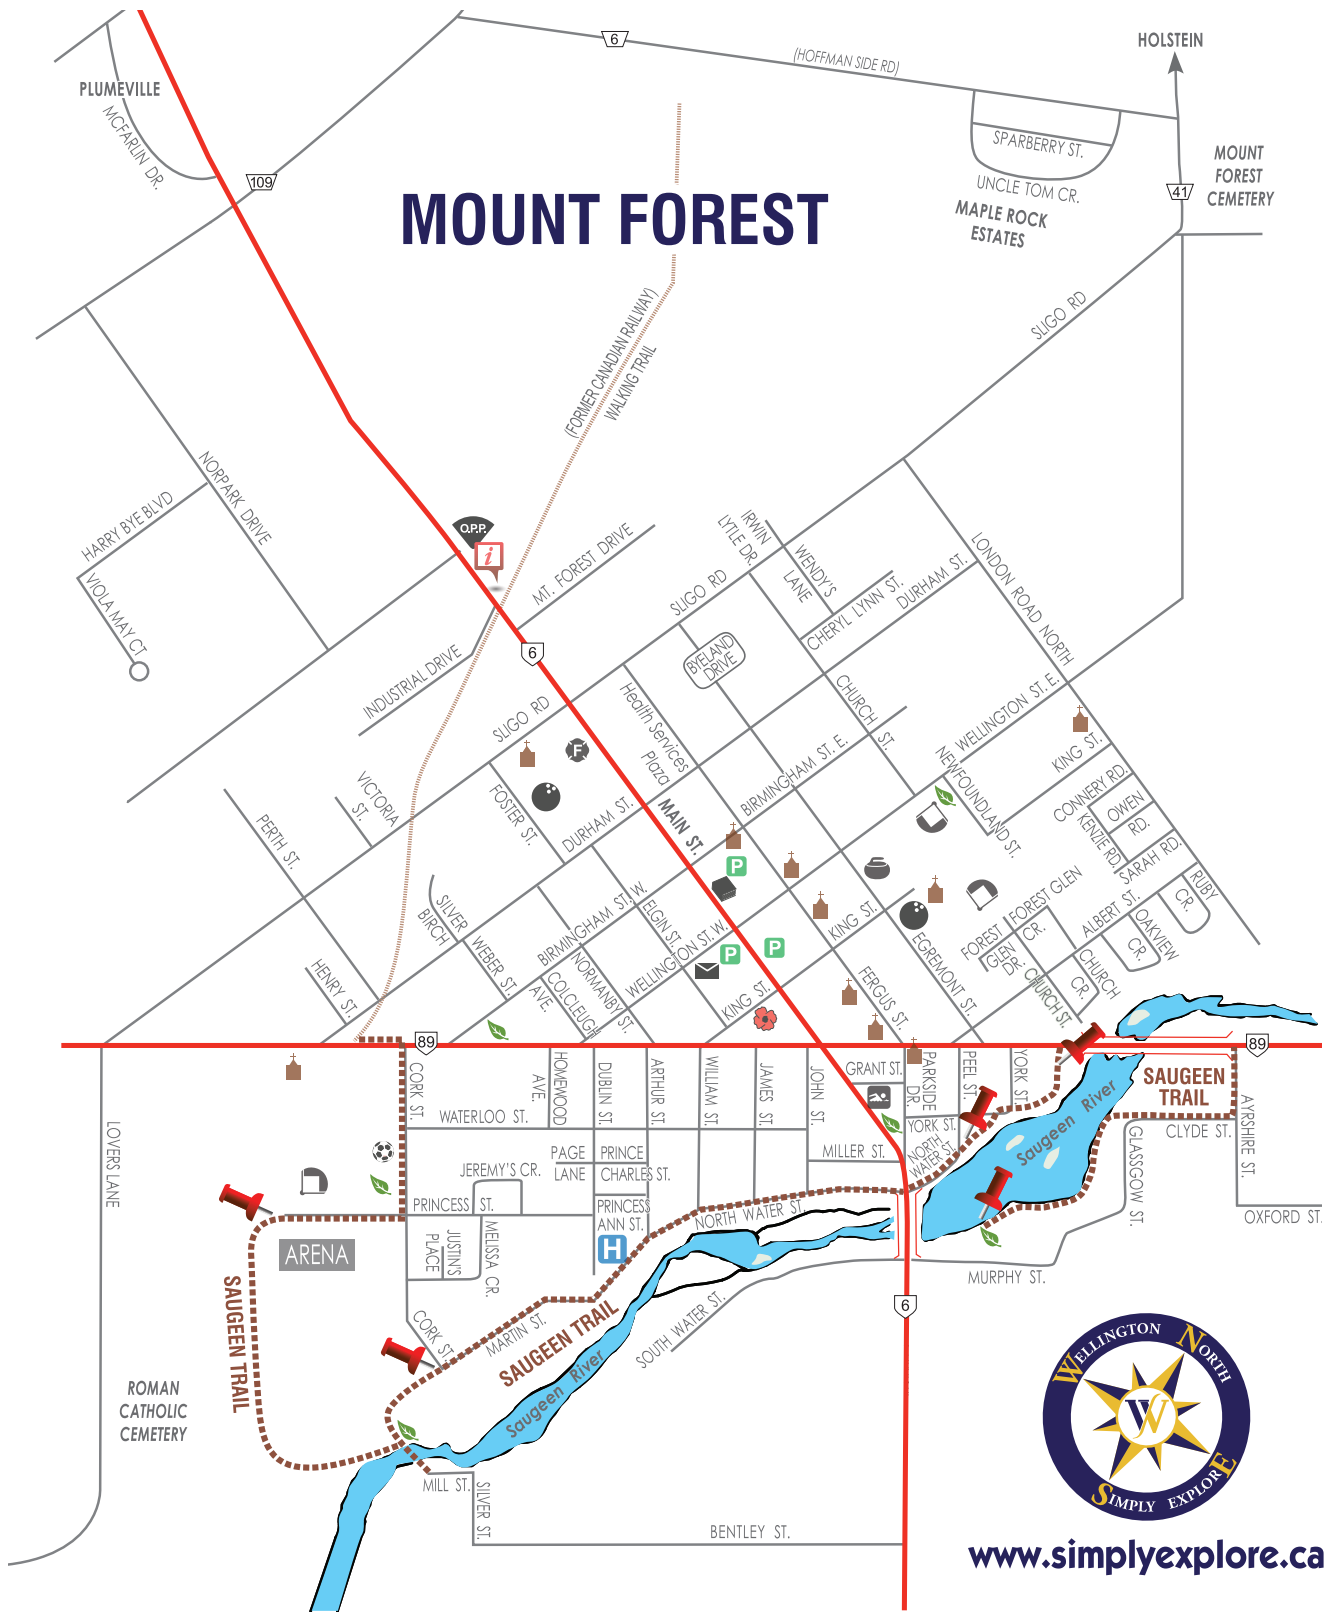 6
(HOFFMAN SIDE RD)
HOLSTEIN
PLUMEVILLE
MCFARLIN DR.
109
SPARBERRY ST.
UNCLE TOM CR.
MAPLE ROCK
ESTATES
41
MOUNT
FOREST
CEMETERY
MOUNT FOREST
SLIGO RD
(FORMER CANADIAN RAILWAY)
WALKING TRAIL
NORPARK DRIVE
HARRY BYE BLVD
VIOLA MAY CT
O.P.P.
i
MT. FOREST DRIVE
INDUSTRIAL DRIVE
6
SLIGO RD
SLIGO RD
IRWIN
LYTLE DR.
WENDY'S
LANE
CHERYL LYNN ST.
DURHAM ST.
LONDON ROAD NORTH
BYELAND
DRIVE
CHURCH
ST.
Health Services
Plaza
F
WELLINGTON ST. E.
KING ST.
BIRMINGHAM ST. E.
NEWFOUNDLAND ST.
CONNERY RD.
OWEN
RD.
KENZIE RD.
SARAH RD.
RUBY
CR.
VICTORIA
ST.
PERTH ST.
FOSTER ST.
DURHAM ST.
MAIN ST.
P
SILVER
BIRCH
WEBER ST.
BIRMINGHAM ST. W.
ELGIN ST.
WELLINGTON ST. W.
NORMANBY ST.
COLCLEUGH
AVE.
HENRY ST.
KING ST.
P
P
KING ST.
FERGUS ST.
EGREMONT ST.
FOREST GLEN
CR.
FOREST
GLEN
DR.
ALBERT ST.
OAKVIEW
CR.
CHURCH
CR.
CHURCH ST.
89
89
CORK ST.
HOMEWOOD
AVE.
DUBLIN ST.
ARTHUR ST.
WILLIAM ST.
JAMES ST.
JOHN ST.
GRANT ST.
PARKSIDE
DR.
PEEL ST.
YORK ST.
SAUGEEN
TRAIL
WATERLOO ST.
YORK ST.
NORTH
WATER ST.
Saugeen River
CLYDE ST.
AYRSHIRE ST.
GLASSGOW ST.
LOVERS LANE
PAGE
LANE
PRINCE
CHARLES ST.
MILLER ST.
JEREMY'S CR.
PRINCESS ST.
PRINCESS
ANN ST.
NORTH WATER ST.
OXFORD ST.
JUSTIN'S
PLACE
MELISSA CR.
H
ARENA
MURPHY ST.
SAUGEEN TRAIL
CORK ST.
MARTIN ST.
SAUGEEN TRAIL
SOUTH WATER ST.
6
Saugeen River
ROMAN
CATHOLIC
CEMETERY
MILL ST.
SILVER ST.
BENTLEY ST.
WELLINGTON NORTH
W
SIMPLY EXPLORE
www.simplyexplore.ca